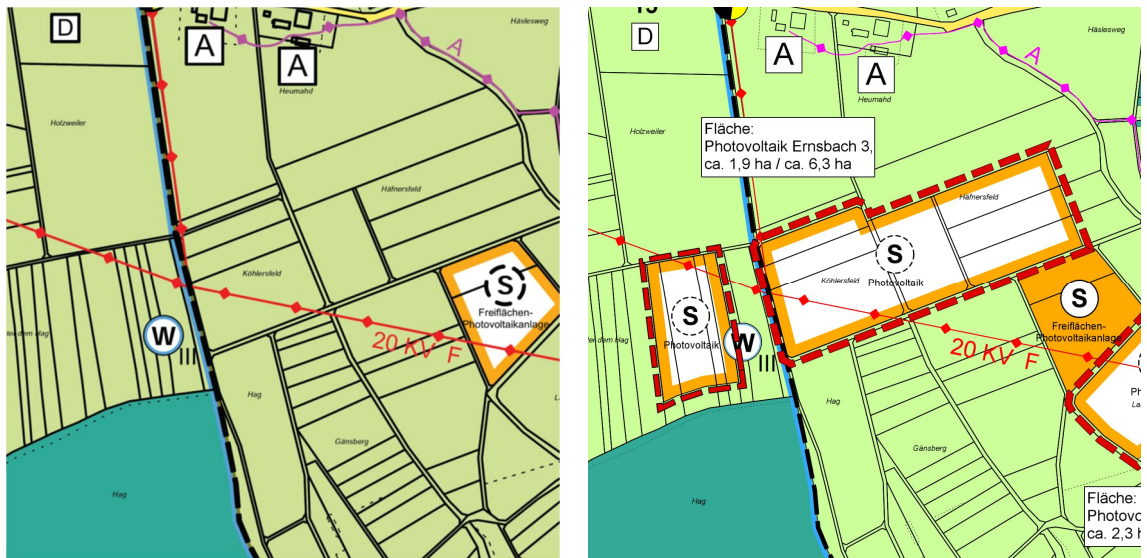 D
A
A
Häslesweg
A
Heumahd
Holzweiler
Häfnersfeld
Köhlersfeld
S
Freiflächen-
Photovoltaikanlage
W
III
20 KV F
Hag
Gänsberg
Hag
D
A
A
Häslesweg
A
Heumahd
Holzweiler
Fläche:
Photovoltaik Ernsbach 3,
ca. 1,9 ha / ca. 6,3 ha
Häfnersfeld
S
Köhlersfeld
Photovoltaik
S
Freiflächen-
Photovoltaikanlage
S
Photovoltaik
W
III
20 KV F
Hag
Gänsberg
Hag
Fläche: